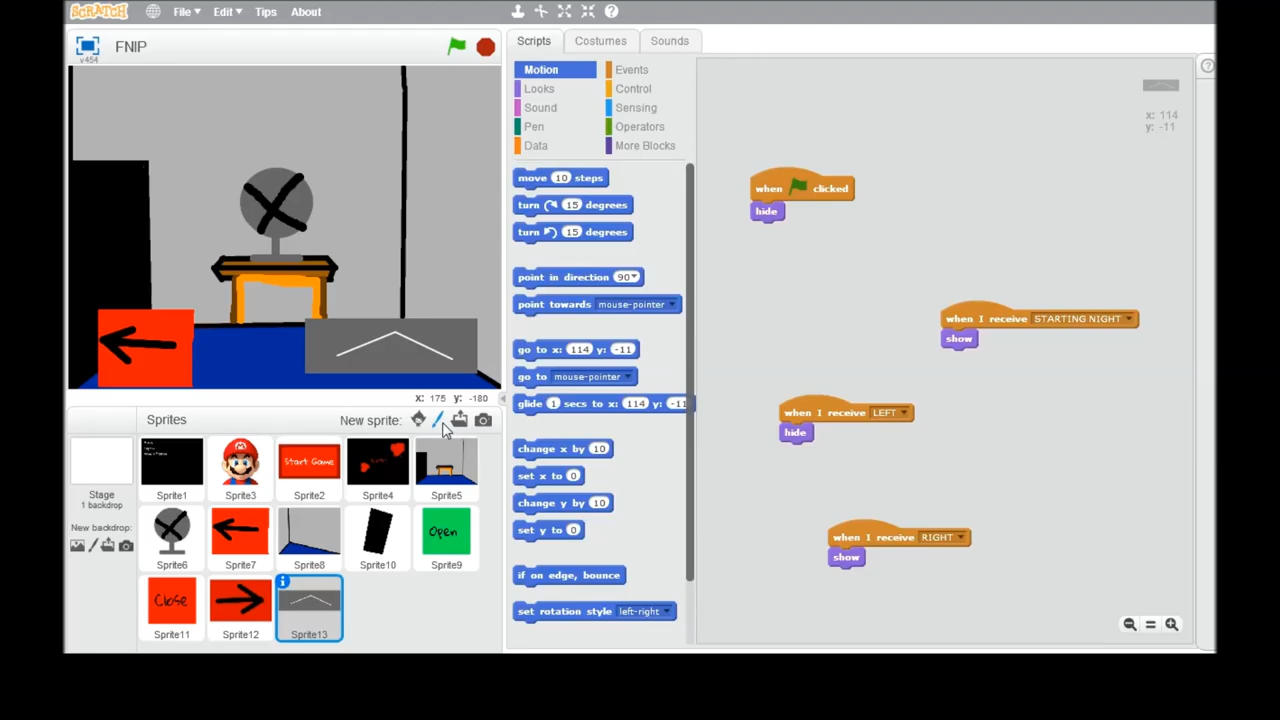 SCRATCH File Edit Tips About
v454 FNIP
Scripts Costumes Sounds
Motion Events
Looks Control
Sound Sensing
Pen Operators
Data More Blocks
x: 114
y: -11
move 10 steps
turn 15 degrees
turn 15 degrees
point in direction 90
point towards mouse-pointer
go to x: 114 y: -11
go to mouse-pointer
glide 1 secs to x: 114 y: -11
change x by 10
set x to 0
change y by 10
set y to 0
if on edge, bounce
set rotation style left-right
when clicked
hide
when I receive STARTING NIGHT
show
when I receive LEFT
hide
when I receive RIGHT
show
x: 175 y: -180
Sprites New sprite:
Stage
1 backdrop
New backdrop:
Start Game
Sprite1 Sprite3 Sprite2 Sprite4 Sprite5
Open
Sprite6 Sprite7 Sprite8 Sprite10 Sprite9
Close
Sprite11 Sprite12 Sprite13